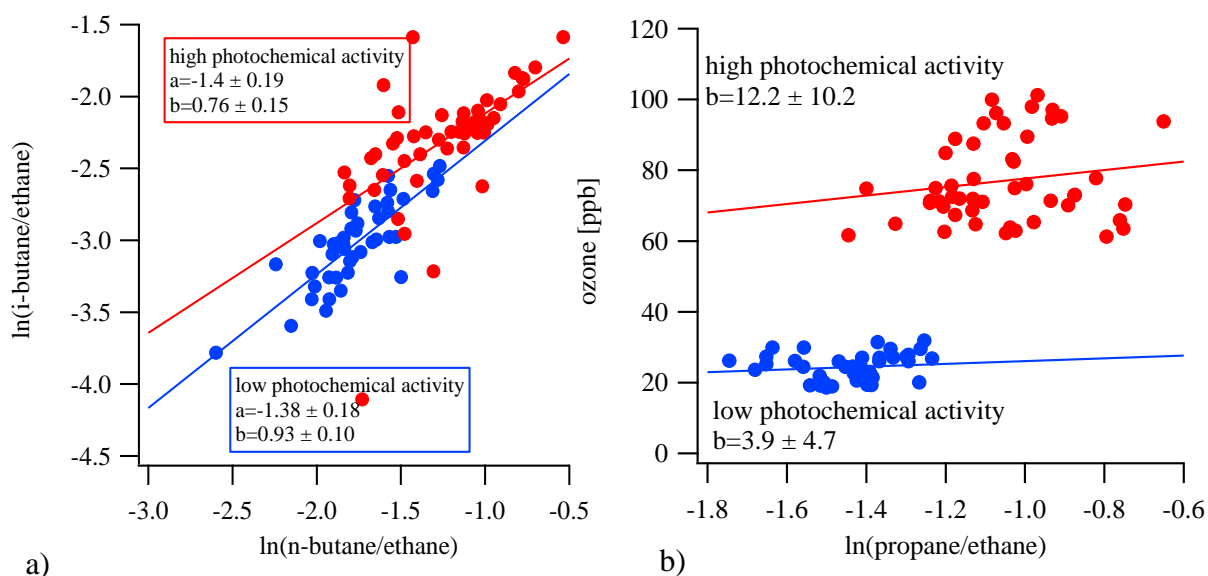 -1.5
-2.0
-2.5
-3.0
-3.5
-4.0
-4.5
ln(i-butane/ethane)
high photochemical activity
a=-1.4 ± 0.19
b=0.76 ± 0.15
low photochemical activity
a=-1.38 ± 0.18
b=0.93 ± 0.10
-3.0 -2.5 -2.0 -1.5 -1.0 -0.5
ln(n-butane/ethane)
a)
120
100
80
60
40
20
0
ozone [ppb]
high photochemical activity
b=12.2 ± 10.2
low photochemical activity
b=3.9 ± 4.7
-1.8 -1.6 -1.4 -1.2 -1.0 -0.8 -0.6
ln(propane/ethane)
b)